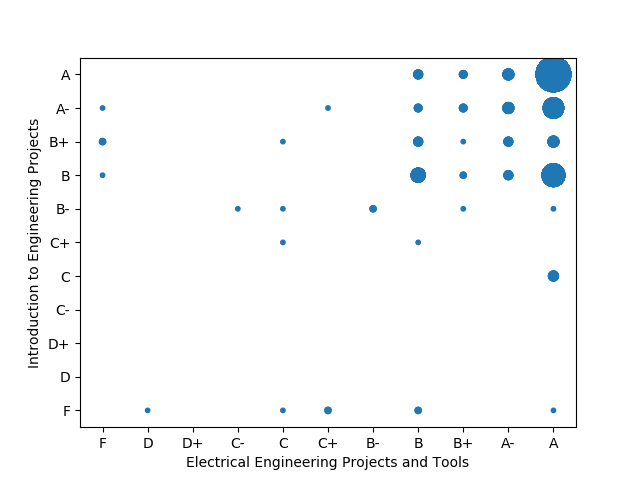 Introduction to Engineering Projects
A
A-
B+
B
B-
C+
C
C-
D+
D
F
F D D+ C- C C+ B- B B+ A- A
Electrical Engineering Projects and Tools